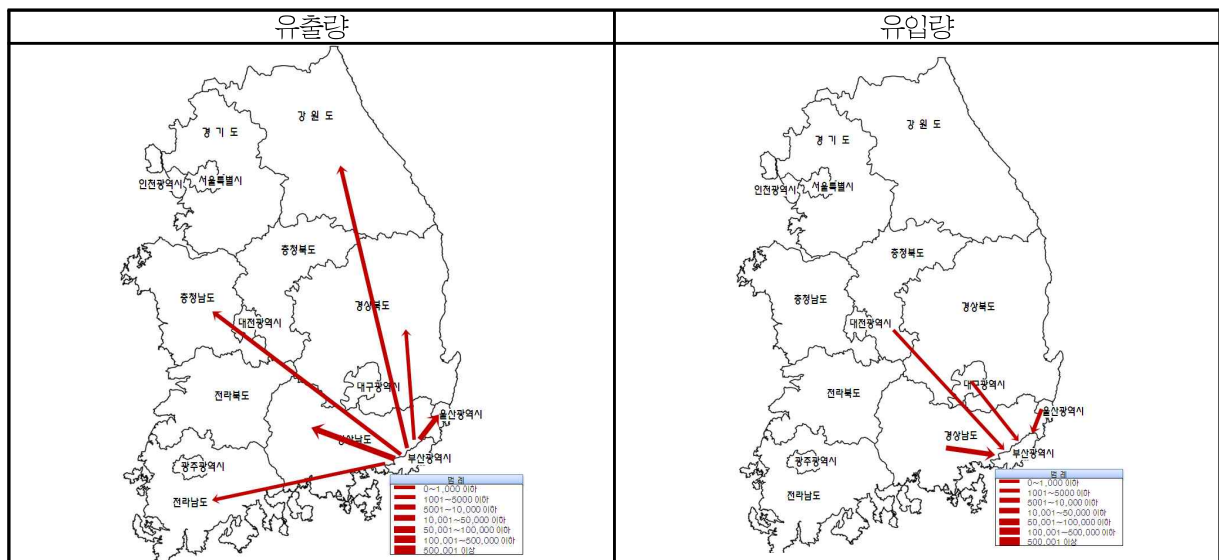 유출량
유입량
강 원 도
경 기 도
인천광역시
서울특별시
충청북도
충청남도
대전광역시
경상북도
대구광역시
전라북도
울산광역시
경상남도
부산광역시
광주광역시
전라남도
범 례
0~1,000 이하
1001~5000 이하
5001~10,000 이하
10,001~50,000 이하
50,001~100,000 이하
100,001~500,000 이하
500,001 이상
강 원 도
경 기 도
인천광역시
서울특별시
충청북도
충청남도
대전광역시
경상북도
대구광역시
전라북도
울산광역시
경상남도
부산광역시
광주광역시
전라남도
범 례
0~1,000 이하
1001~5000 이하
5001~10,000 이하
10,001~50,000 이하
50,001~100,000 이하
100,001~500,000 이하
500,001 이상